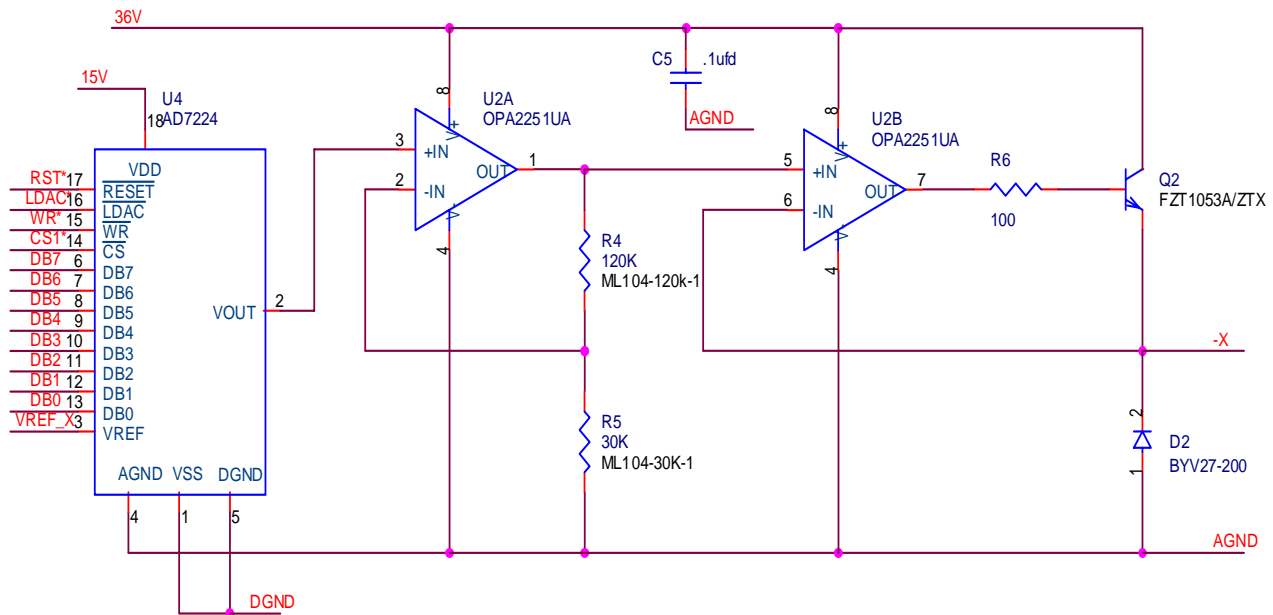 36V
15V
U4
AD7224
18
VDD
RST*
17
RESET
LDAC*
16
LDAC
WR*
15
WR
CS1*
14
CS
DB7
6
DB7
DB6
7
DB6
DB5
8
DB5
DB4
9
DB4
DB3
10
DB3
DB2
11
DB2
DB1
12
DB1
DB0
13
DB0
VREF_X
3
VREF
VOUT
2
AGND
VSS
DGND
4
1
5
DGND
U2A
OPA2251UA
8
V+
3
+IN
2
-IN
OUT
1
V-
4
R4
120K
ML104-120k-1
R5
30K
ML104-30K-1
C5
.1ufd
AGND
U2B
OPA2251UA
8
V+
5
+IN
6
-IN
OUT
7
V-
4
R6
100
Q2
FZT1053A/ZTX
-X
2
D2
BYV27-200
1
AGND